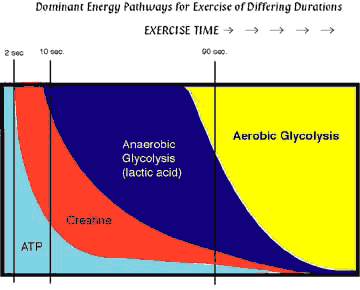 Dominant Energy Pathways for Exercise of Differing Durations
EXERCISE TIME → → → → →
2 sec
10 sec.
90 sec.
Anaerobic
Glycolysis
(lactic acid)
Aerobic Glycolysis
Creatine
ATP